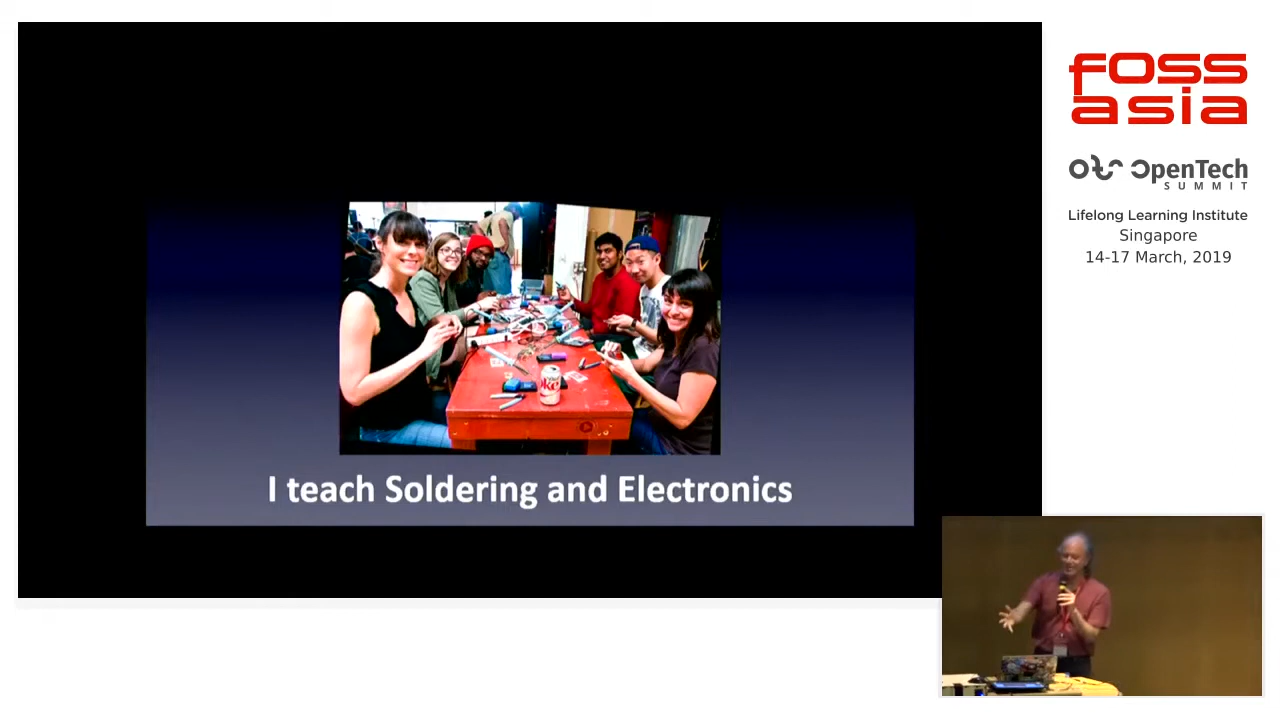 I teach Soldering and Electronics
foss
asia
OpenTech
SUMMIT
Lifelong Learning Institute
Singapore
14-17 March, 2019